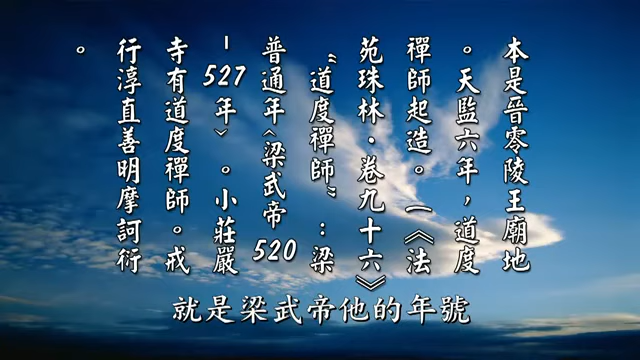 本是晉零陵王廟地
。天監六年，道度
禪師起造。（《法
苑珠林．卷九十六》
〝道度禪師〞：梁
普通年〈梁武帝 520
－527 年〉。小莊嚴
寺有道度禪師。戒
行淳直善明摩訶衍
。
就是梁武帝他的年號